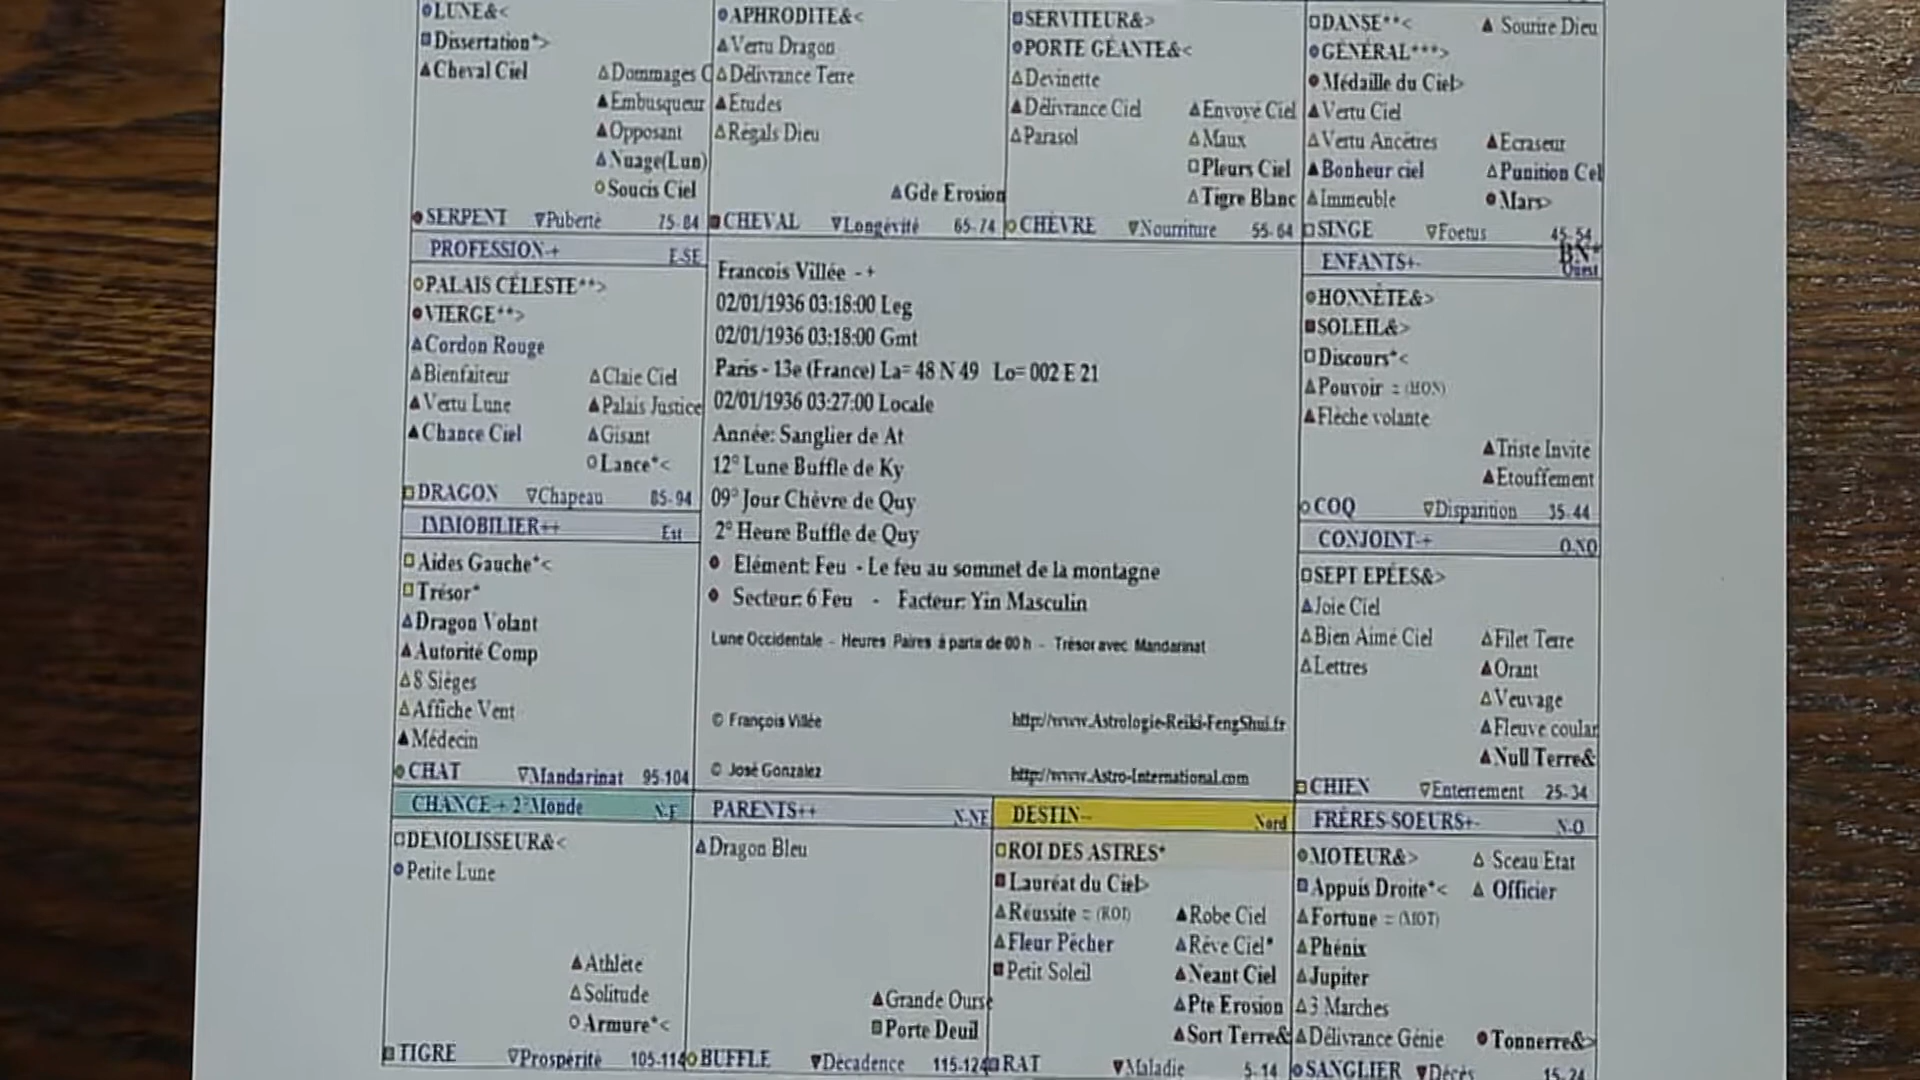 LUNE&<
Dissertation*>
Cheval Ciel
Dommages C
Embusqueur
Opposant
Nuage(Lun)
Soucis Ciel
SERPENT Puberté 75-84
APHRODITE&<
Vertu Dragon
Délivrance Terre
Etudes
Régals Dieu
Gde Erosion
CHEVAL Longévité 65-74
SERVITEUR&>
PORTE GÉANTE&<
Devinette
Délivrance Ciel Envoyé Ciel
Parasol Maux
Pleurs Ciel
Tigre Blanc
CHÈVRE Nourriture 55-64
DANSE**< Sourire Dieu
GÉNÉRAL***>
Médaille du Ciel>
Vertu Ciel
Vertu Ancêtres Ecraseur
Bonheur ciel Punition Cel
Immeuble Mars>
SINGE Foetus 45-54
PROFESSION-+ E-SE
PALAIS CÉLESTE**>
VIERGE**>
Cordon Rouge
Bienfaiteur Claie Ciel
Vertu Lune Palais Justice
Chance Ciel Gisant
Lance*<
DRAGON Chapeau 85-94
Francois Villée -+
02/01/1936 03:18:00 Leg
02/01/1936 03:18:00 Gmt
Paris - 13e (France) La= 48 N 49 Lo= 002 E 21
02/01/1936 03:27:00 Locale
Année: Sanglier de At
12° Lune Buffle de Ky
09° Jour Chèvre de Quy
2° Heure Buffle de Quy
Elément: Feu - Le feu au sommet de la montagne
Secteur: 6 Feu - Facteur: Yin Masculin
Lune Occidentale - Heures Paires à partir de 00 h - Trésor avec Mandarinat
© François Villée http://www.Astrologie-Reiki-FengShui.fr
© José Gonzalez http://www.Astro-International.com
ENFANTS+- BN* Ouest
HONNÊTE&>
SOLEIL&>
Discours*<
Pouvoir = (HON)
Flèche volante
Triste Invité
Etouffement
COQ Disparition 35-44
IMMOBILIER++ Est
Aides Gauche*<
Trésor*
Dragon Volant
Autorité Comp
8 Sièges
Affiche Vent
Médecin
CHAT Mandarinat 95-104
CONJOINT-+ O-NO
SEPT EPÉES&>
Joie Ciel
Bien Aimé Ciel Filet Terre
Lettres Orant
Veuvage
Fleuve coulan
Null Terre&
CHIEN Enterrement 25-34
CHANCE-+ 2°Monde N-E
DEMOLISSEUR&<
Petite Lune
Athlète
Solitude
Armure*<
TIGRE Prospérité 105-114
PARENTS++ N-NE
Dragon Bleu
Grande Ourse
Porte Deuil
BUFFLE Décadence 115-124
DESTIN-- Nord
ROI DES ASTRES*
Lauréat du Ciel>
Réussite = (ROI) Robe Ciel
Fleur Pêcher Rêve Ciel*
Petit Soleil Neant Ciel
Pte Erosion
Sort Terre&
RAT Maladie 5-14
FRÈRES-SOEURS+- N-O
MOTEUR&> Sceau Etat
Appuis Droite*< Officier
Fortune = (MOT)
Phénix
Jupiter
3 Marches
Délivrance Génie Tonnerre&>
SANGLIER Décès 15-24